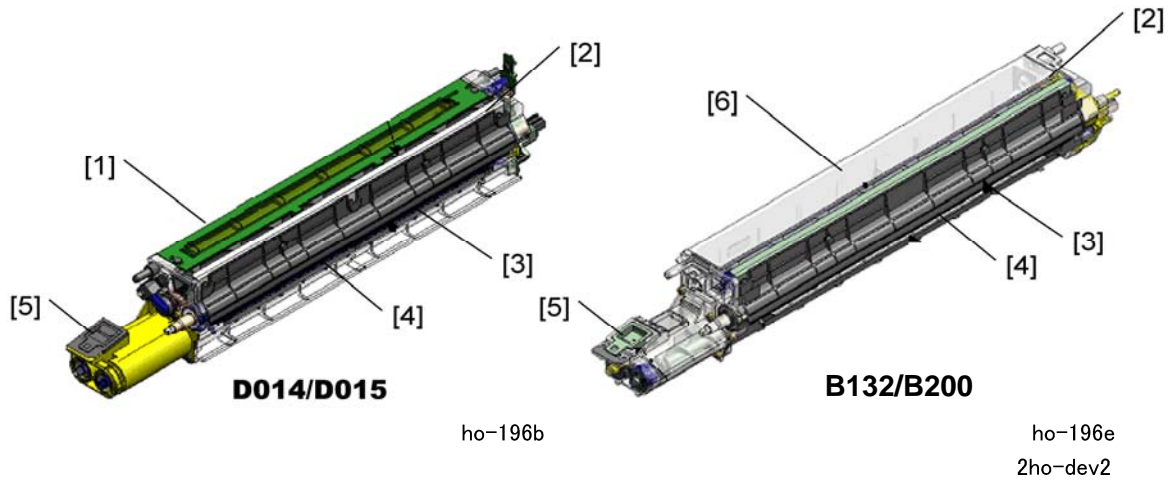 [2]
[2]
[6]
[1]
[3]
[3]
[4]
[5]
[4]
[5]
D014/D015
B132/B200
ho-196b
ho-196e
2ho-dev2